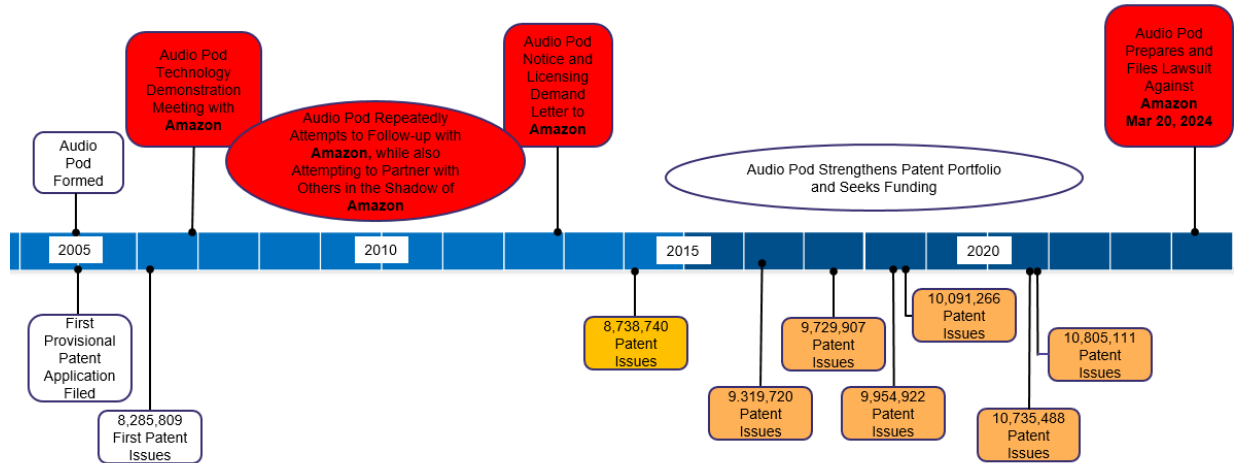 Audio Pod
Technology
Demonstration
Meeting with
Amazon
Audio Pod
Notice and
Licensing
Demand
Letter to
Amazon
Audio Pod
Prepares and
Files Lawsuit
Against
Amazon
Mar 20, 2024
Audio
Pod
Formed
Audio Pod Repeatedly
Attempts to Follow-up with
Amazon, while also
Attempting to Partner with
Others in the Shadow of
Amazon
Audio Pod Strengthens Patent Portfolio
and Seeks Funding
2005
2010
2015
2020
First
Provisional
Patent
Application
Filed
8,285,809
First Patent
Issues
8,738,740
Patent
Issues
9.319,720
Patent
Issues
9,729,907
Patent
Issues
9,954,922
Patent
Issues
10,091,266
Patent
Issues
10,735,488
Patent
Issues
10,805,111
Patent
Issues